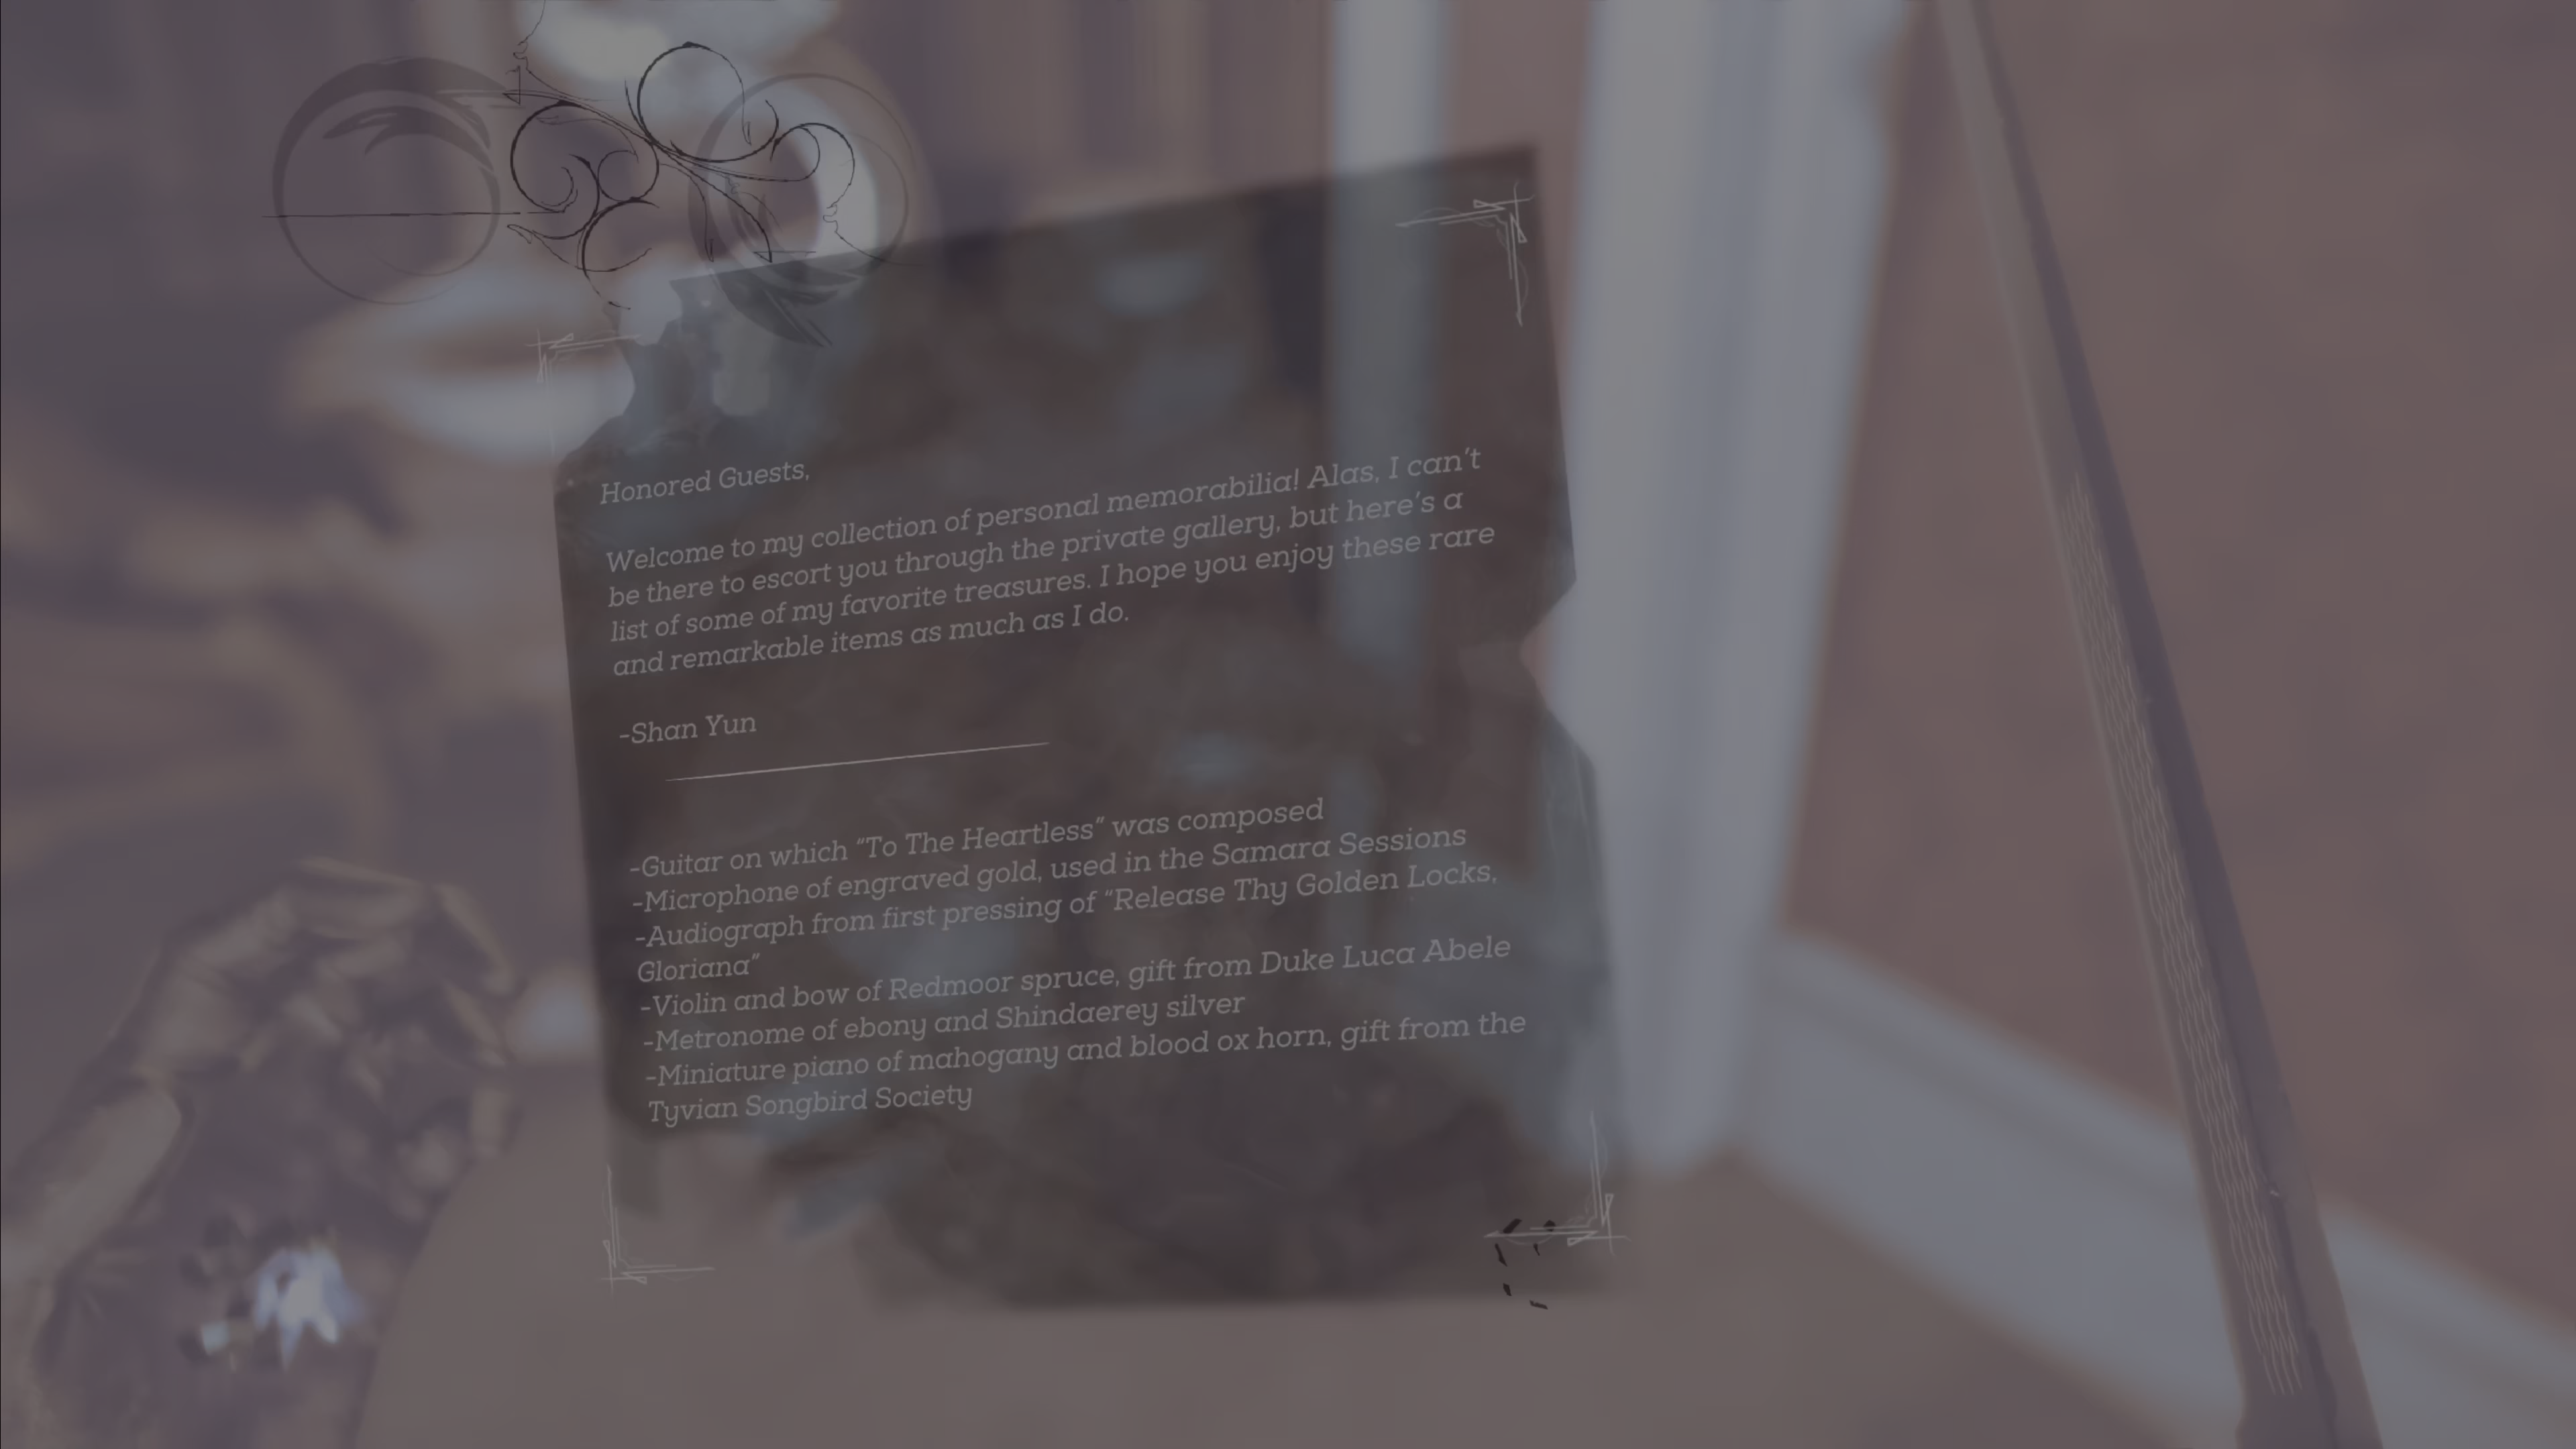 Honored Guests,
Welcome to my collection of personal memorabilia! Alas, I can't
be there to escort you through the private gallery, but here's a
list of some of my favorite treasures. I hope you enjoy these rare
and remarkable items as much as I do.
-Shan Yun
-Guitar on which “To The Heartless” was composed
-Microphone of engraved gold, used in the Samara Sessions
-Audiograph from first pressing of “Release Thy Golden Locks,
Gloriana”
-Violin and bow of Redmoor spruce, gift from Duke Luca Abele
-Metronome of ebony and Shindaerey silver
-Miniature piano of mahogany and blood ox horn, gift from the
Tyvian Songbird Society